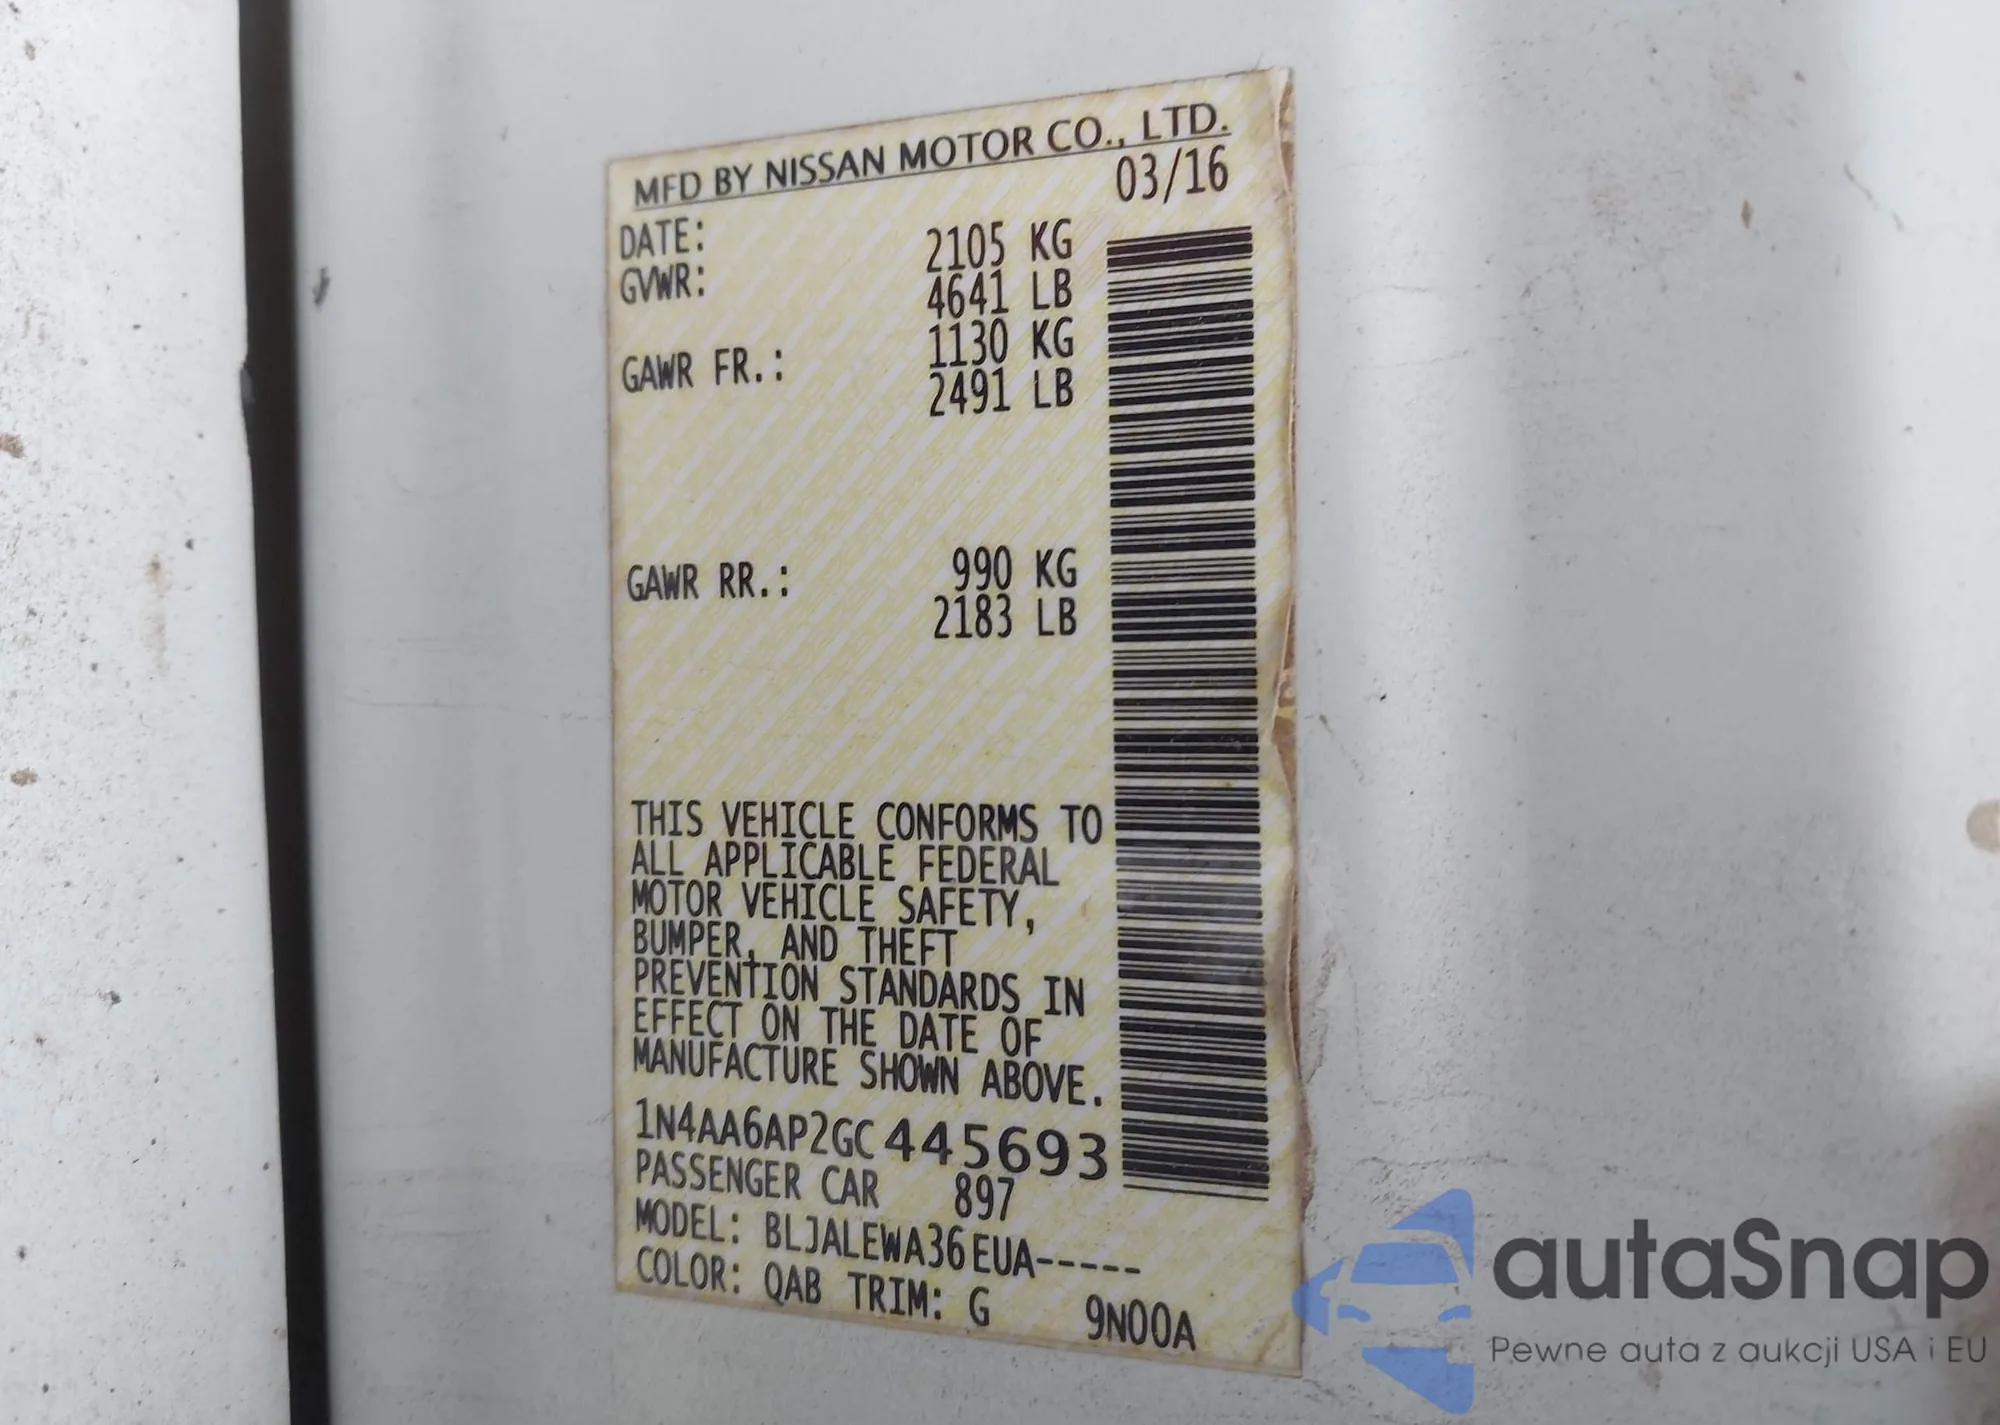 MFD BY NISSAN MOTOR CO., LTD.
DATE: 03/16
GVWR: 2105 KG
4641 LB
GAWR FR.: 1130 KG
2491 LB
GAWR RR.: 990 KG
2183 LB
THIS VEHICLE CONFORMS TO
ALL APPLICABLE FEDERAL
MOTOR VEHICLE SAFETY,
BUMPER, AND THEFT
PREVENTION STANDARDS IN
EFFECT ON THE DATE OF
MANUFACTURE SHOWN ABOVE.
1N4AA6AP2GC445693
PASSENGER CAR 897
MODEL: BLJALEWA36EUA-----
COLOR: QAB TRIM: G 9N00A
autaSnap
Pewne auta z aukcji USA i EU